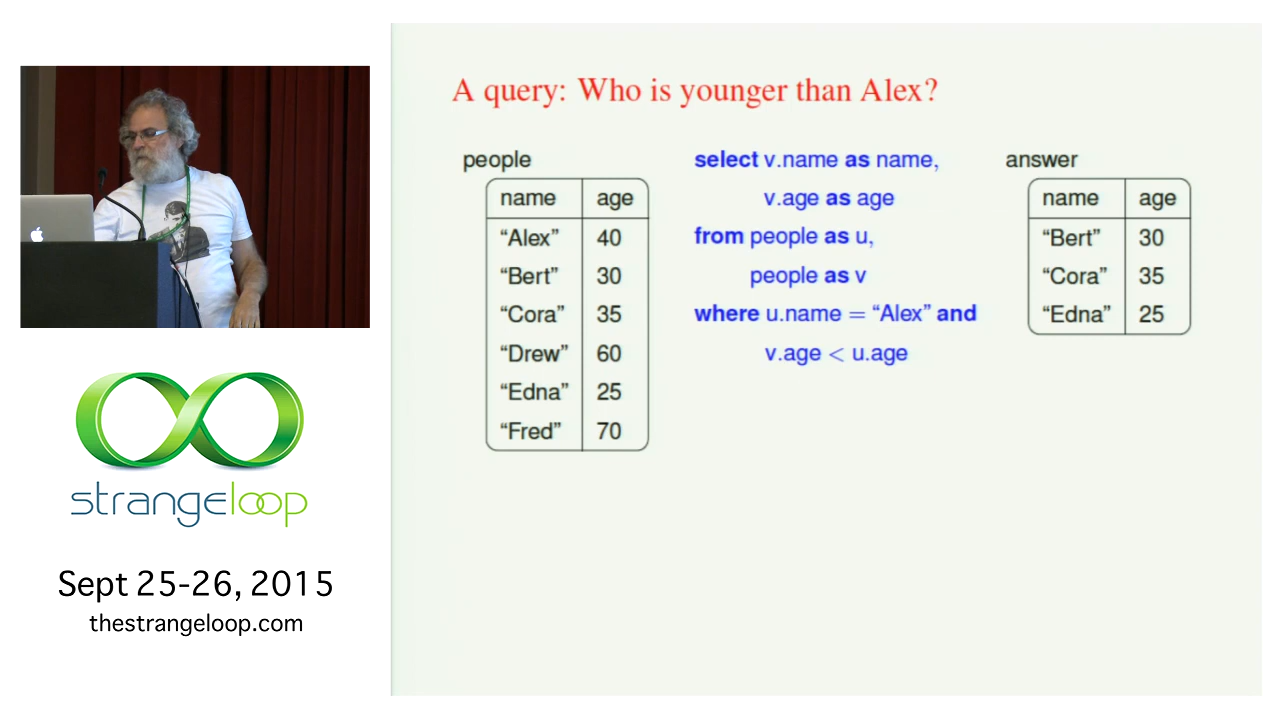 A query: Who is younger than Alex?
people
name age
“Alex” 40
“Bert” 30
“Cora” 35
“Drew” 60
“Edna” 25
“Fred” 70
select v.name as name,
v.age as age
from people as u,
people as v
where u.name = “Alex” and
v.age < u.age
answer
name age
“Bert” 30
“Cora” 35
“Edna” 25
strangeloop
Sept 25-26, 2015
thestrangeloop.com